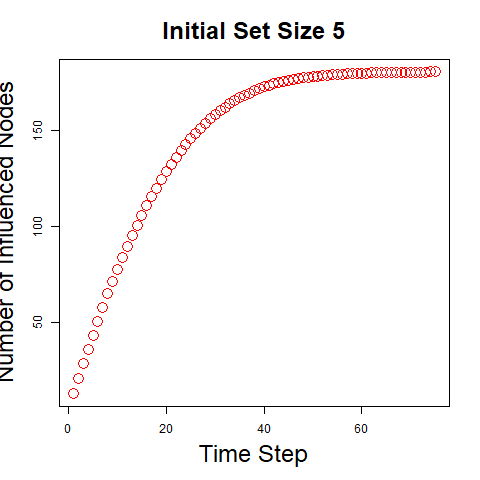 Initial Set Size 5
Number of Influenced Nodes
150
100
50
0 20 40 60
Time Step